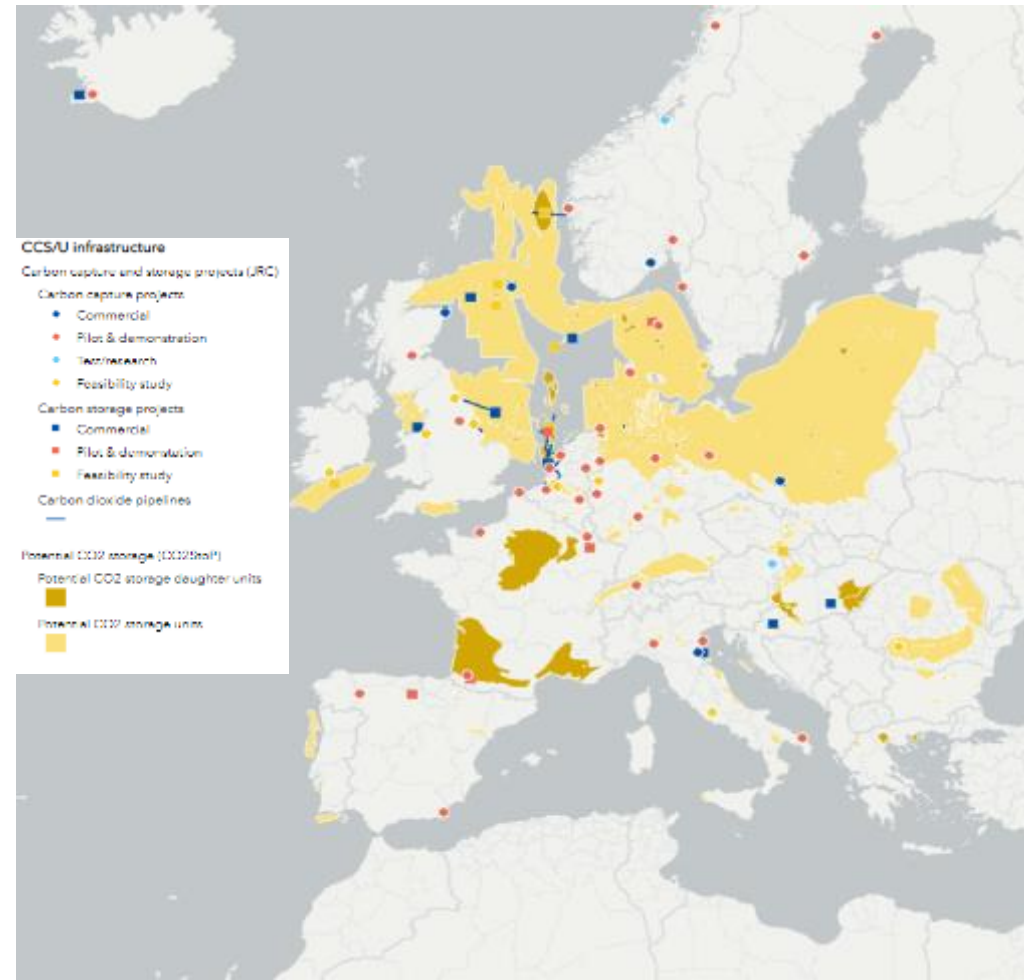 CCS/U infrastructure
Carbon capture and storage projects (JRC)
Carbon capture projects
Commercial
Pilot & demonstration
Test/research
Feasibility study
Carbon storage projects
Commercial
Pilot & demonstation
Feasibility study
Carbon dioxide pipelines
Potential CO2 storage (CO2StoP)
Potential CO2 storage daughter units
Potential CO2 storage units